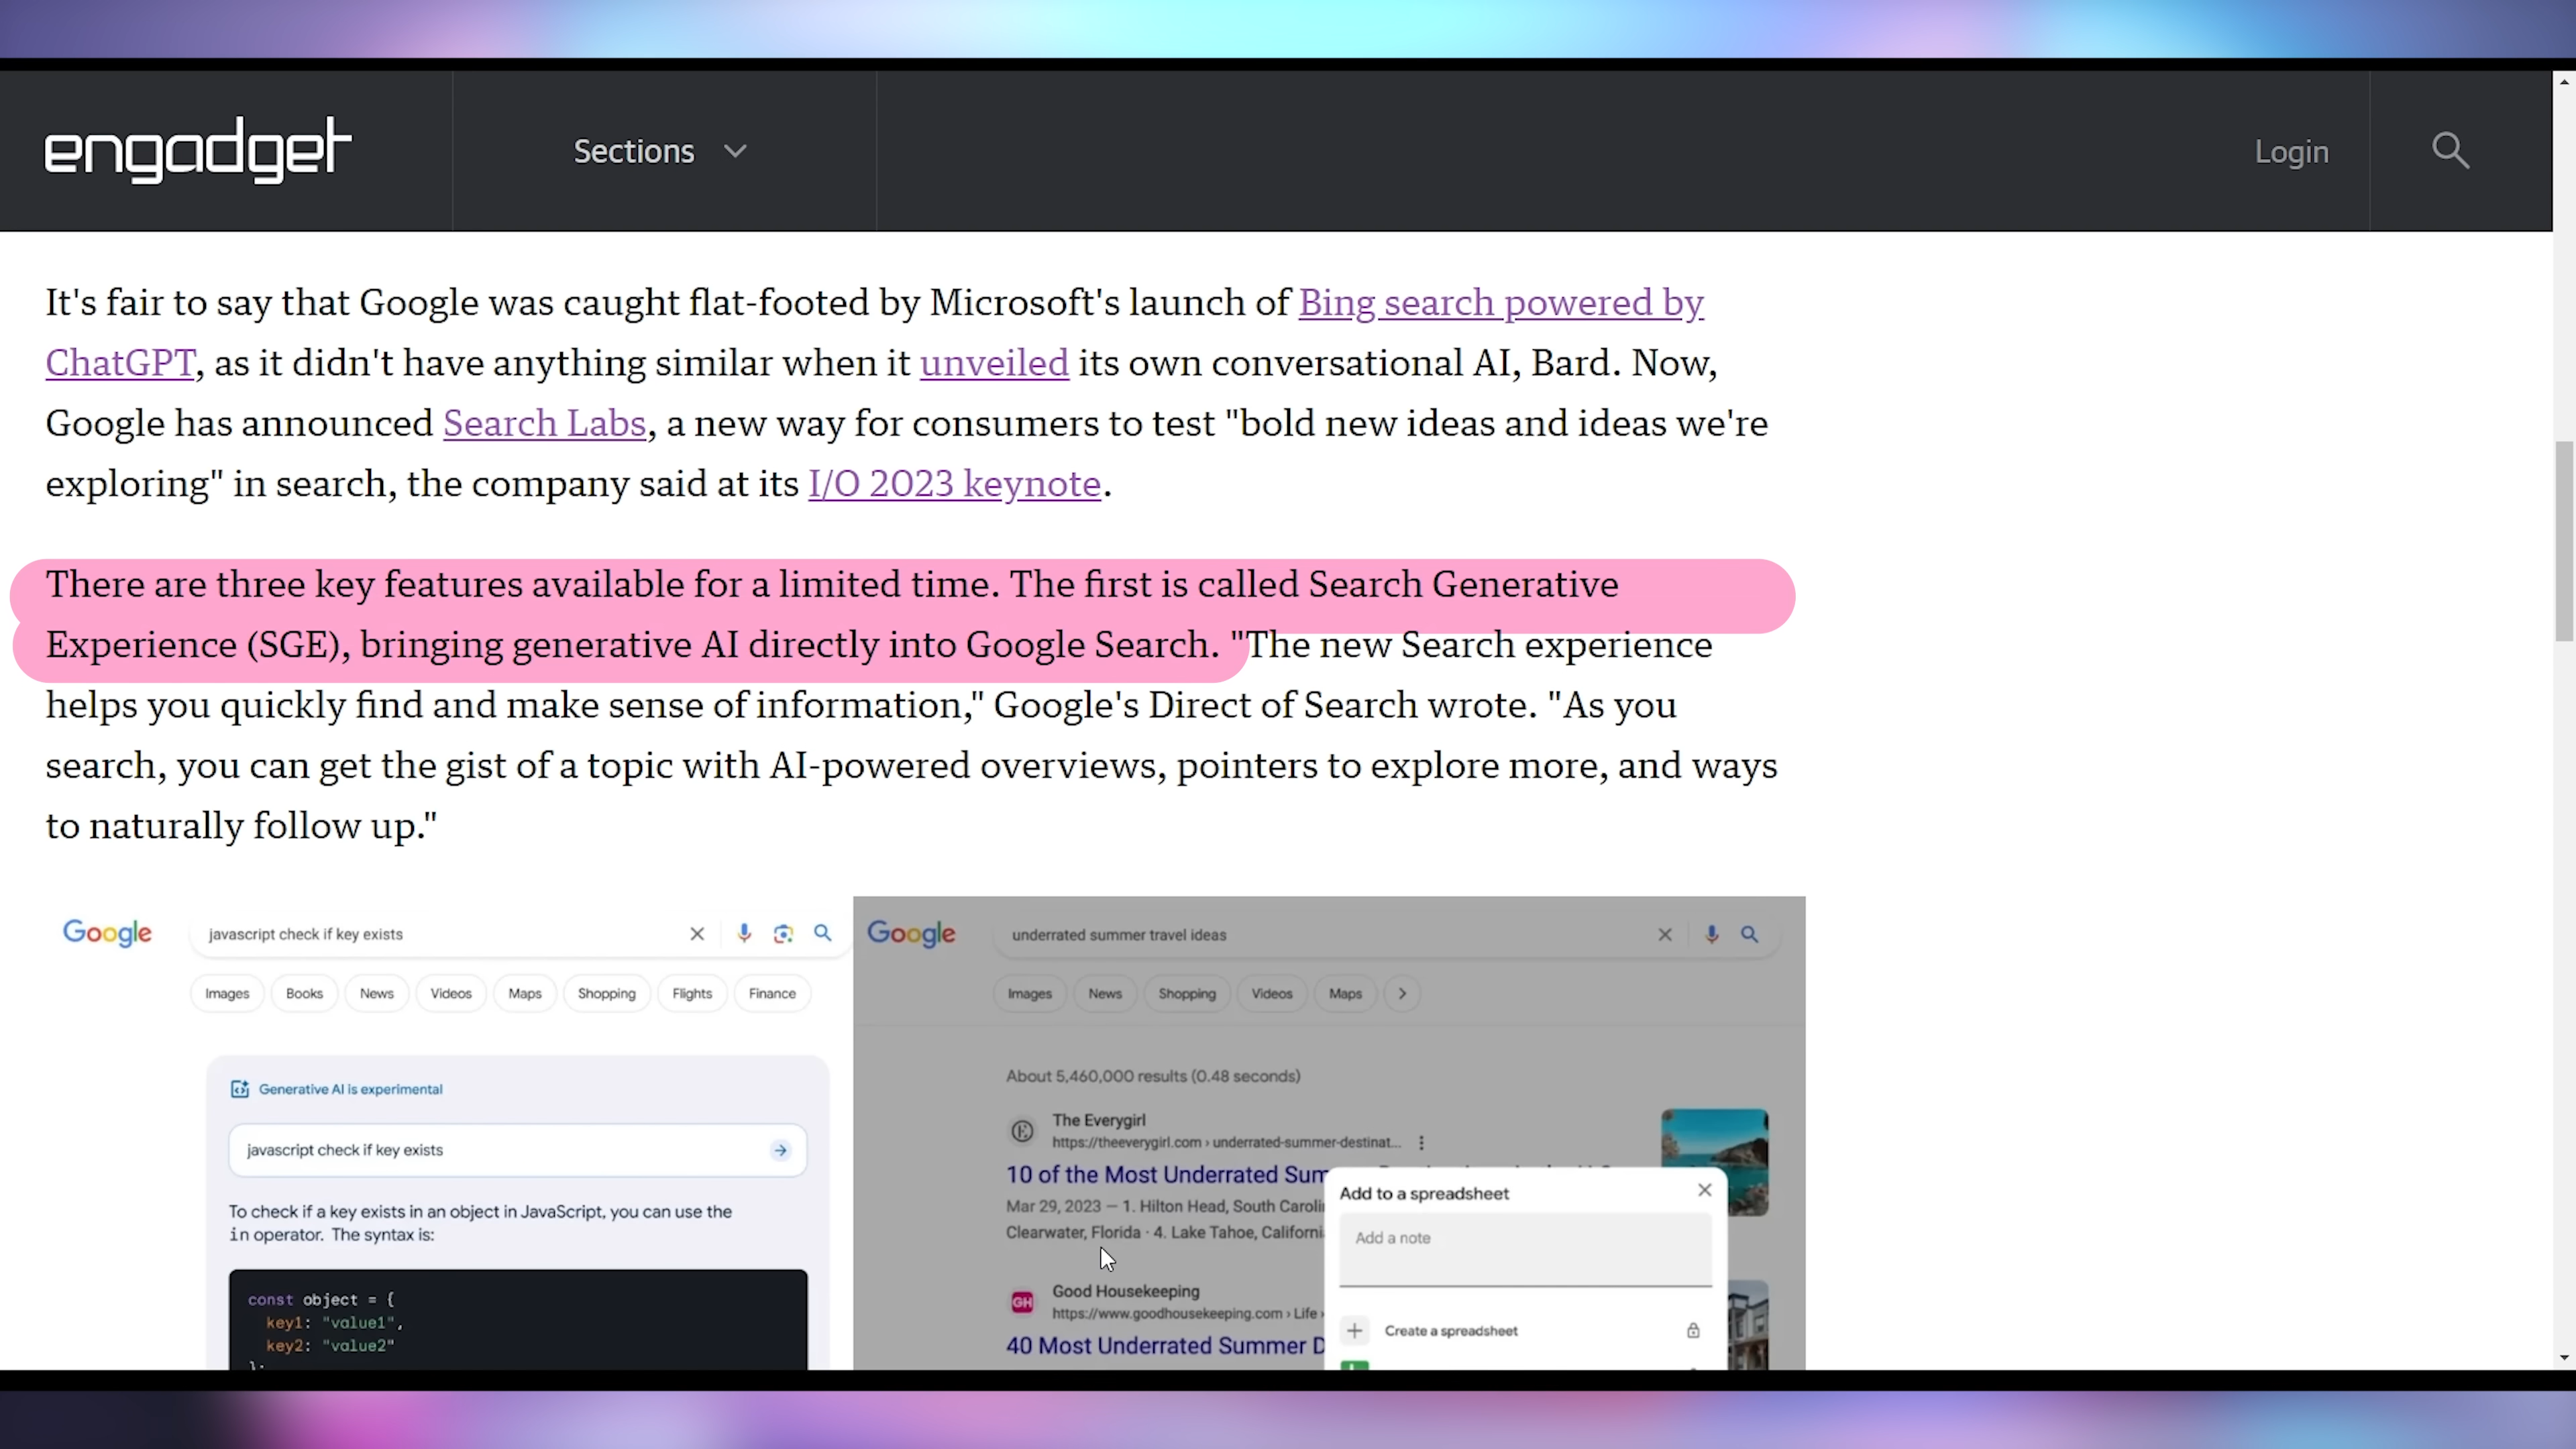 engadget
Sections
Login
It's fair to say that Google was caught flat-footed by Microsoft's launch of Bing search powered by
ChatGPT, as it didn't have anything similar when it unveiled its own conversational AI, Bard. Now,
Google has announced Search Labs, a new way for consumers to test "bold new ideas and ideas we're
exploring" in search, the company said at its I/O 2023 keynote.
There are three key features available for a limited time. The first is called Search Generative
Experience (SGE), bringing generative AI directly into Google Search. "The new Search experience
helps you quickly find and make sense of information," Google's Direct of Search wrote. "As you
search, you can get the gist of a topic with AI-powered overviews, pointers to explore more, and ways
to naturally follow up."
Google
javascript check if key exists
Images Books News Videos Maps Shopping Flights Finance
Generative AI is experimental
javascript check if key exists
To check if a key exists in an object in JavaScript, you can use the
in operator. The syntax is:
const object = {
key1: "value1",
key2: "value2"
};
Google
underrated summer travel ideas
Images News Shopping Videos Maps
About 5,460,000 results (0.48 seconds)
The Everygirl
https://theeverygirl.com › underrated-summer-destinat...
10 of the Most Underrated Sum
Mar 29, 2023 — 1. Hilton Head, South Caroli
Clearwater, Florida · 4. Lake Tahoe, Californi
GH
Good Housekeeping
https://www.goodhousekeeping.com › Life ›
40 Most Underrated Summer D
Add to a spreadsheet
Add a note
Create a spreadsheet